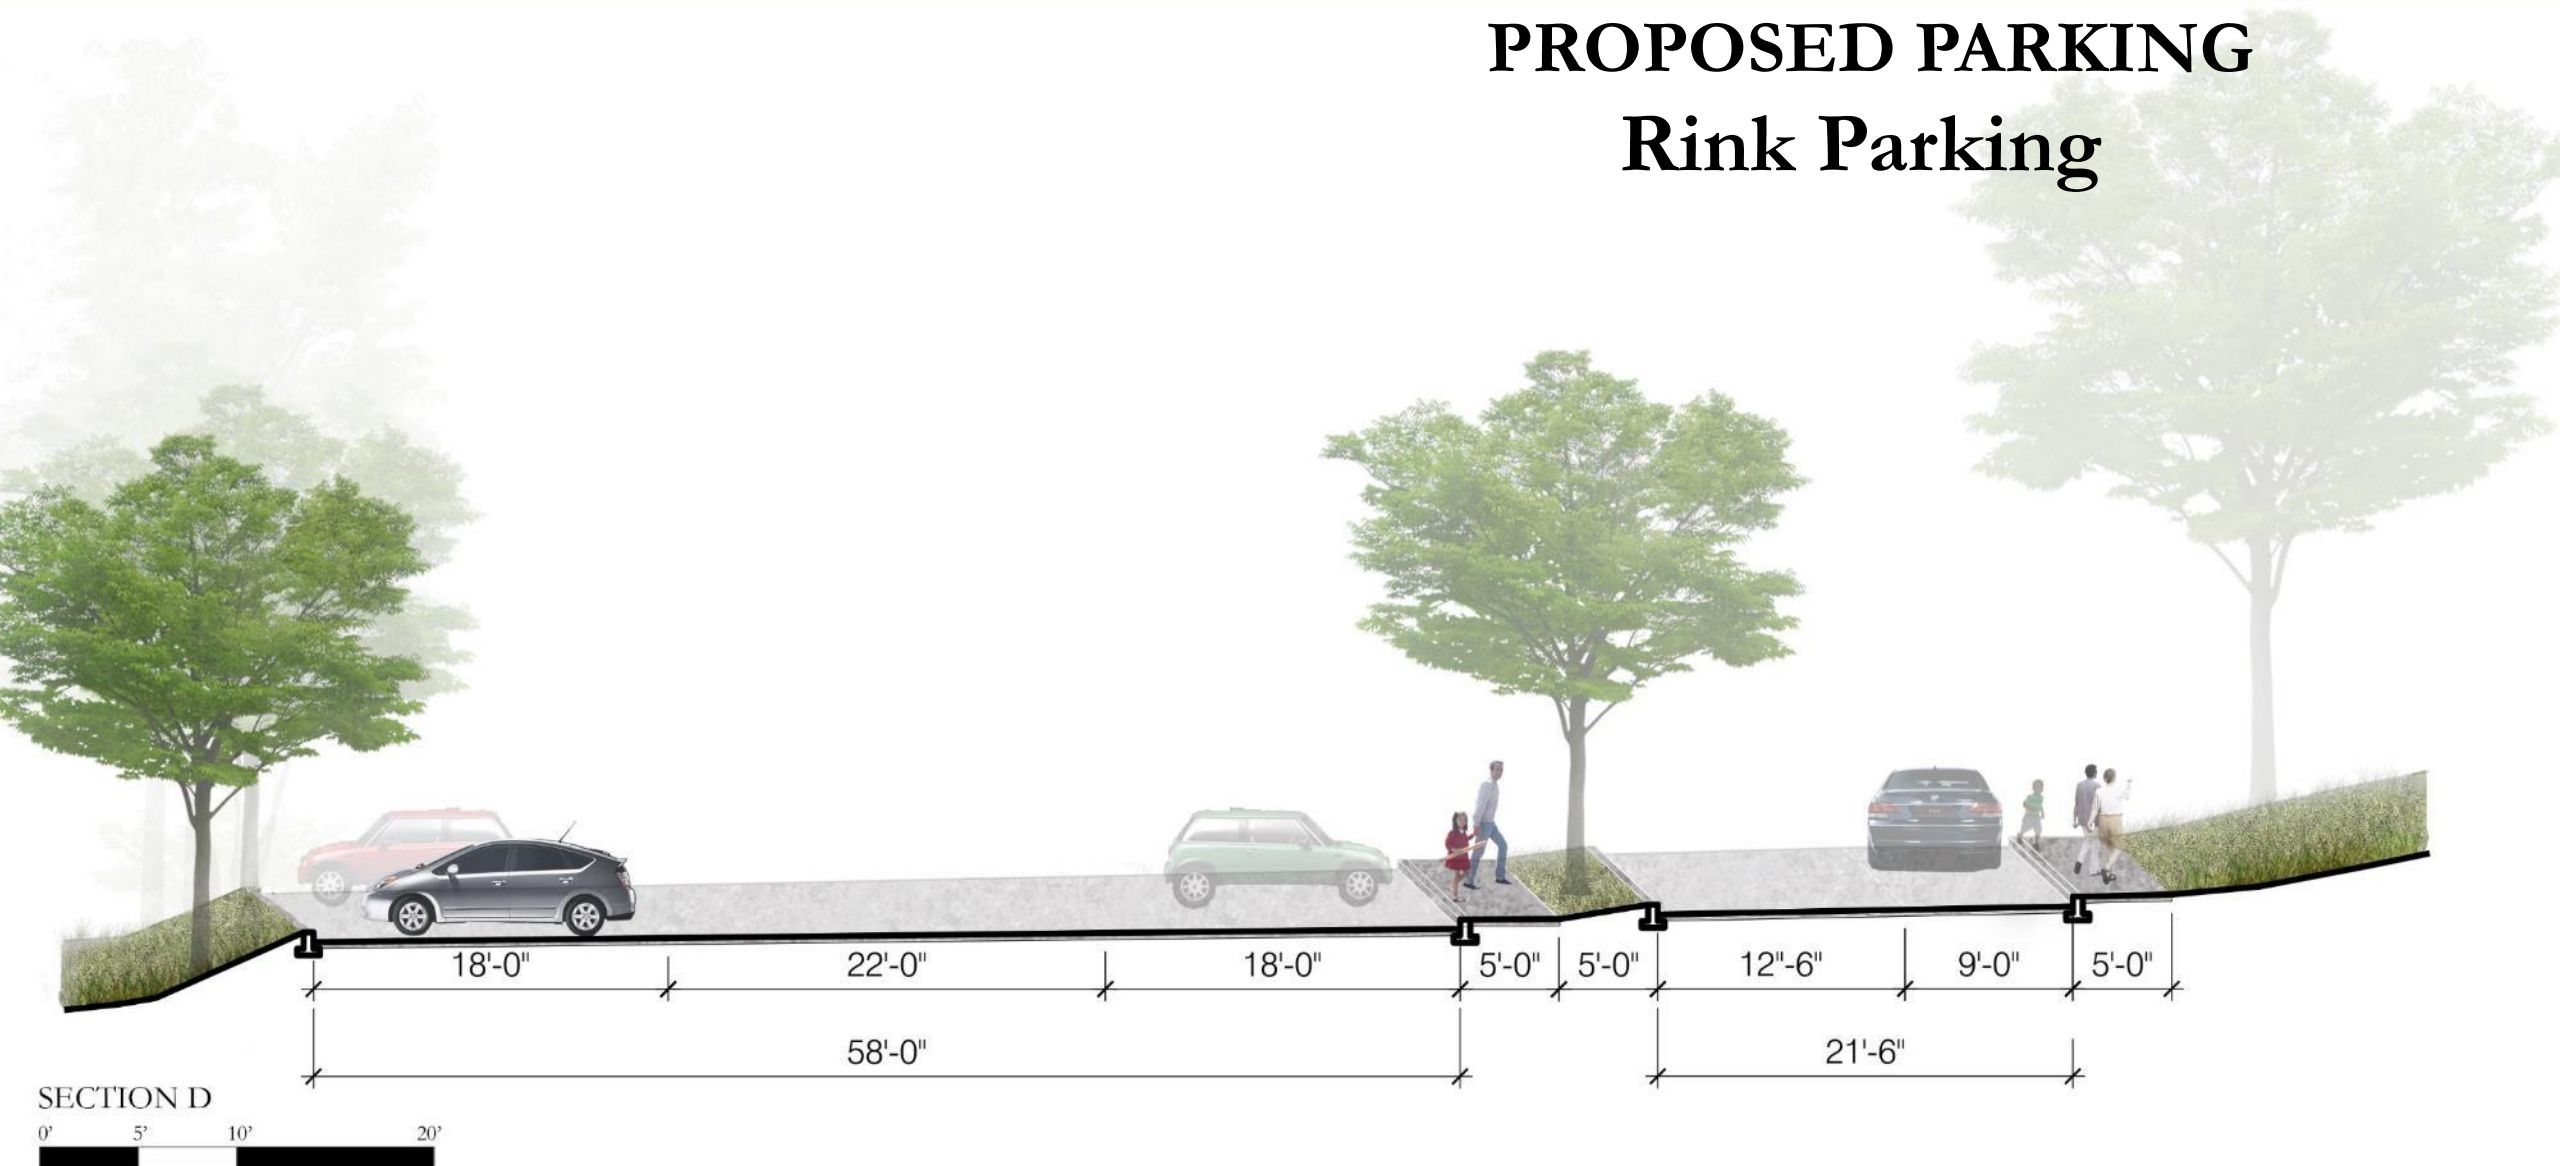 PROPOSED PARKING
Rink Parking
18'-0" 22'-0" 18'-0" 5'-0" 5'-0" 12"-6" 9'-0" 5'-0"
58'-0" 21'-6"
SECTION D
0' 5' 10' 20'